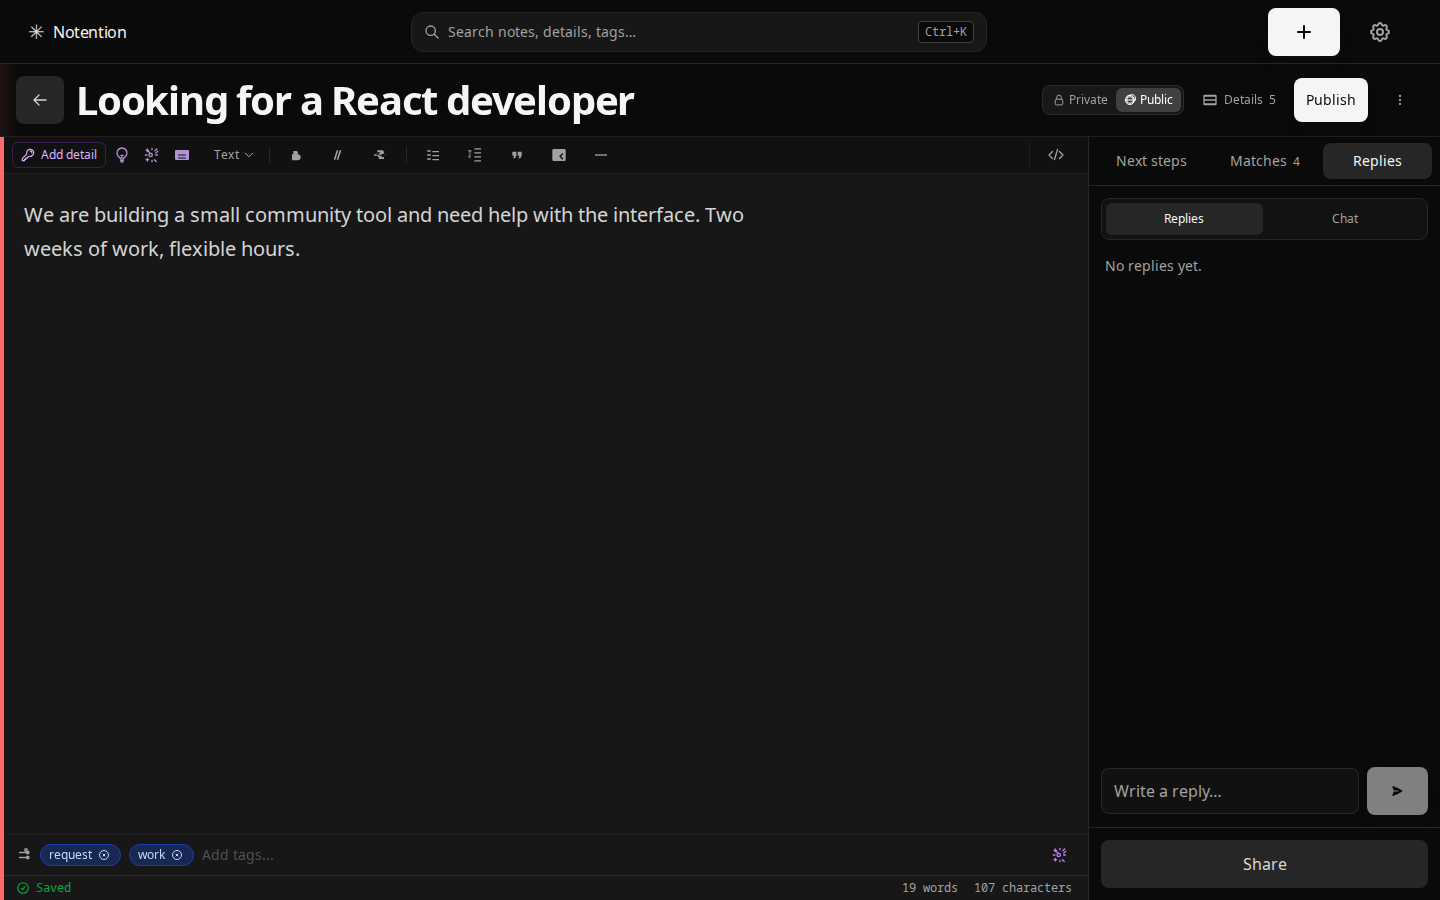 Notention
Search notes, details, tags...
Ctrl+K
Looking for a React developer
Private
Public
Details 5
Publish
Add detail
Text
Next steps
Matches 4
Replies
We are building a small community tool and need help with the interface. Two
weeks of work, flexible hours.
Replies
Chat
No replies yet.
Write a reply...
request
work
Add tags...
Share
Saved
19 words
107 characters